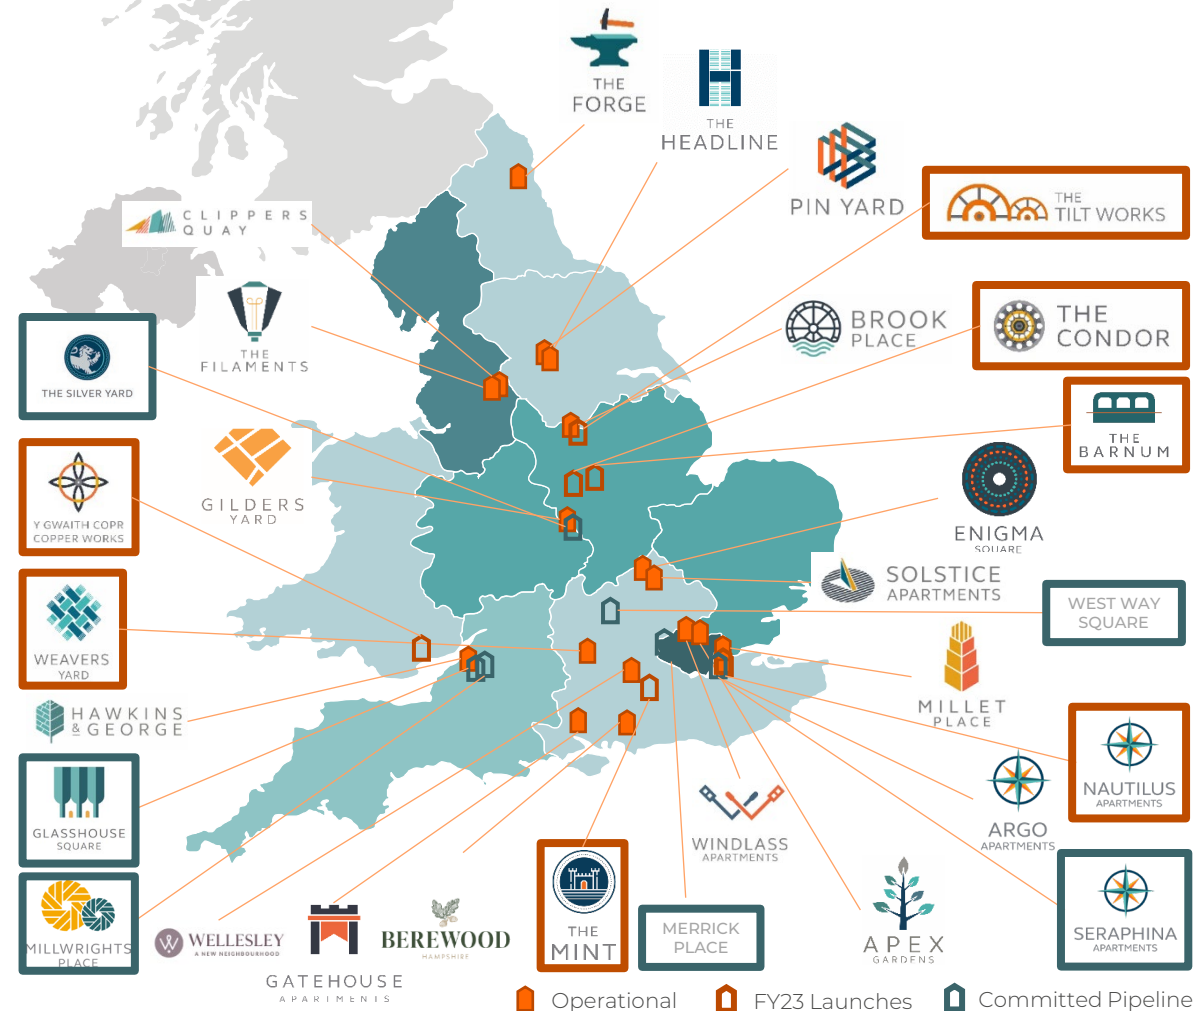 THE
FORGE
THE
HEADLINE
PIN YARD
THE
TILT WORKS
CLIPPERS
QUAY
THE
FILAMENTS
BROOK
PLACE
THE
CONDOR
THE SILVER YARD
THE
BARNUM
GILDERS
YARD
Y GWAITH COPR
COPPER WORKS
ENIGMA
SQUARE
SOLSTICE
APARTMENTS
WEST WAY
SQUARE
WEAVERS
YARD
HAWKINS
& GEORGE
MILLET
PLACE
GLASSHOUSE
SQUARE
NAUTILUS
APARTMENTS
ARGO
APARTMENTS
WINDLASS
APARTMENTS
MILLWRIGHTS
PLACE
WELLESLEY
A NEW NEIGHBOURHOOD
GATEHOUSE
APARTMENTS
BEREWOOD
HAMPSHIRE
THE
MINT
MERRICK
PLACE
APEX
GARDENS
SERAPHINA
APARTMENTS
Operational
FY23 Launches
Committed Pipeline